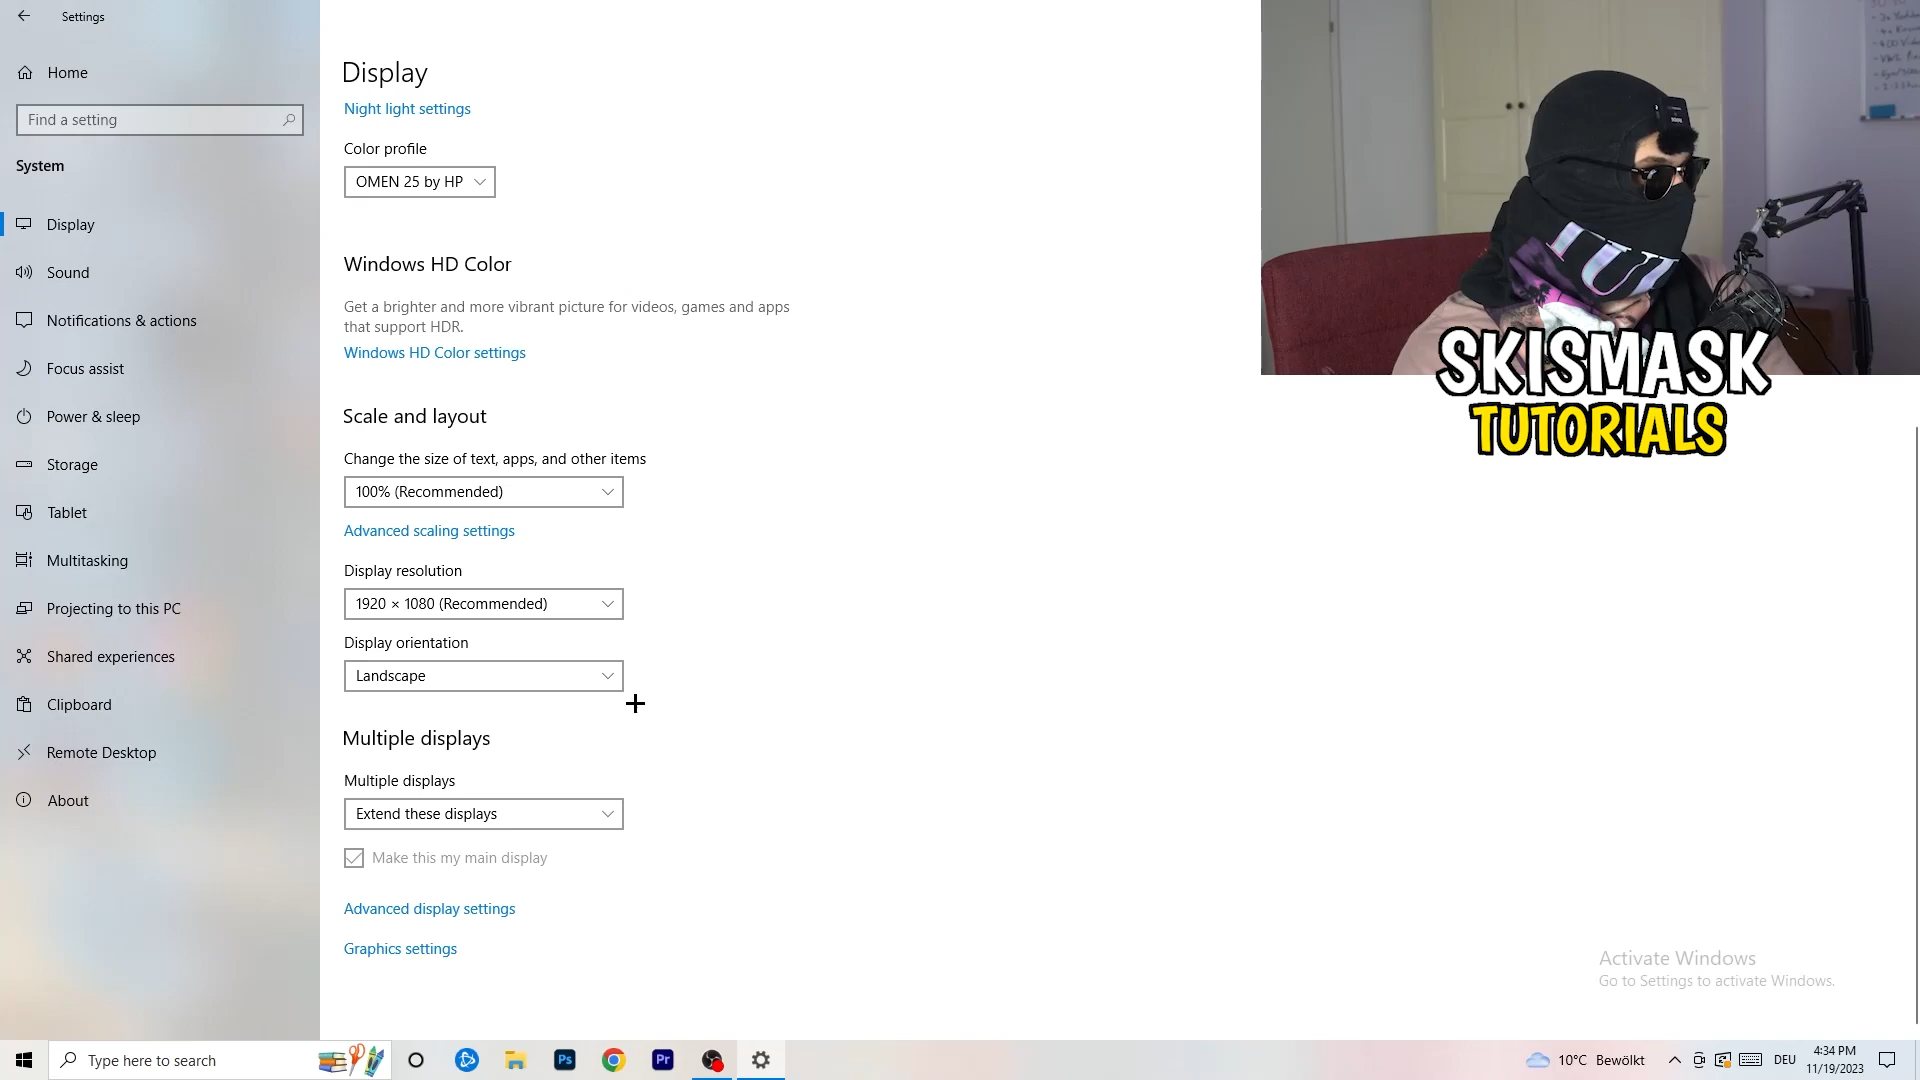 Settings
Home
Find a setting
System
Display
Sound
Notifications & actions
Focus assist
Power & sleep
Storage
Tablet
Multitasking
Projecting to this PC
Shared experiences
Clipboard
Remote Desktop
About
Display
Night light settings
Color profile
OMEN 25 by HP
Windows HD Color
Get a brighter and more vibrant picture for videos, games and apps
that support HDR.
Windows HD Color settings
Scale and layout
Change the size of text, apps, and other items
100% (Recommended)
Advanced scaling settings
Display resolution
1920 × 1080 (Recommended)
Display orientation
Landscape
Multiple displays
Multiple displays
Extend these displays
Make this my main display
Advanced display settings
Graphics settings
SKISMASK
TUTORIALS
Activate Windows
Go to Settings to activate Windows.
Type here to search
Ps
Pr
10°C Bewölkt
DEU
4:34 PM
11/19/2023